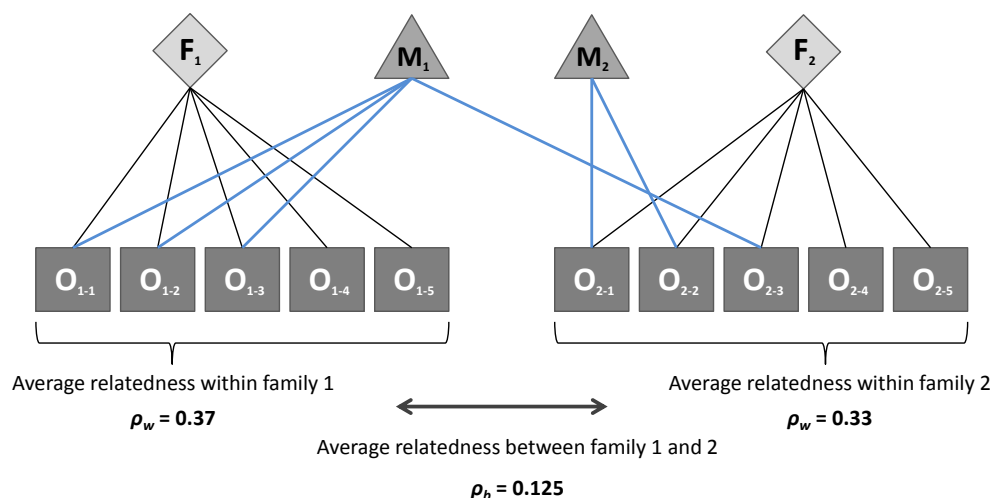 F1 M1 M2 F2
O1-1 O1-2 O1-3 O1-4 O1-5 O2-1 O2-2 O2-3 O2-4 O2-5
Average relatedness within family 1 Average relatedness within family 2
ρw = 0.37 ρw = 0.33
Average relatedness between family 1 and 2
ρb = 0.125